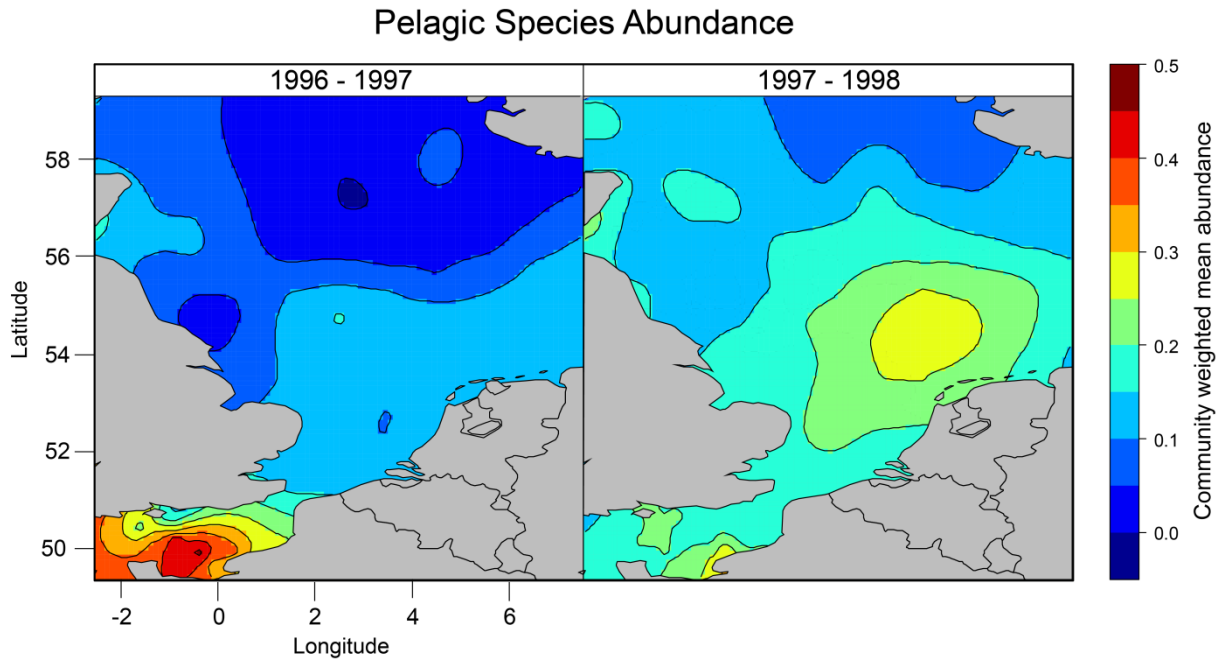 Pelagic Species Abundance
1996 - 1997
1997 - 1998
58
56
54
52
50
Latitude
-2
0
2
4
6
Longitude
0.5
0.4
0.3
0.2
0.1
0.0
Community weighted mean abundance